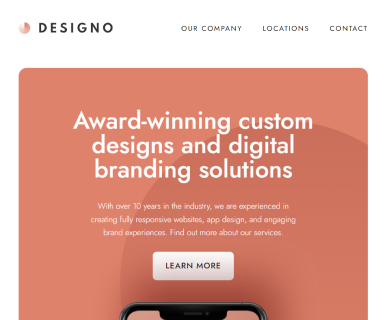 DESIGNO
OUR COMPANY
LOCATIONS
CONTACT
Award-winning custom
designs and digital
branding solutions
With over 10 years in the industry, we are experienced in
creating fully responsive websites, app design, and engaging
brand experiences. Find out more about our services.
LEARN MORE